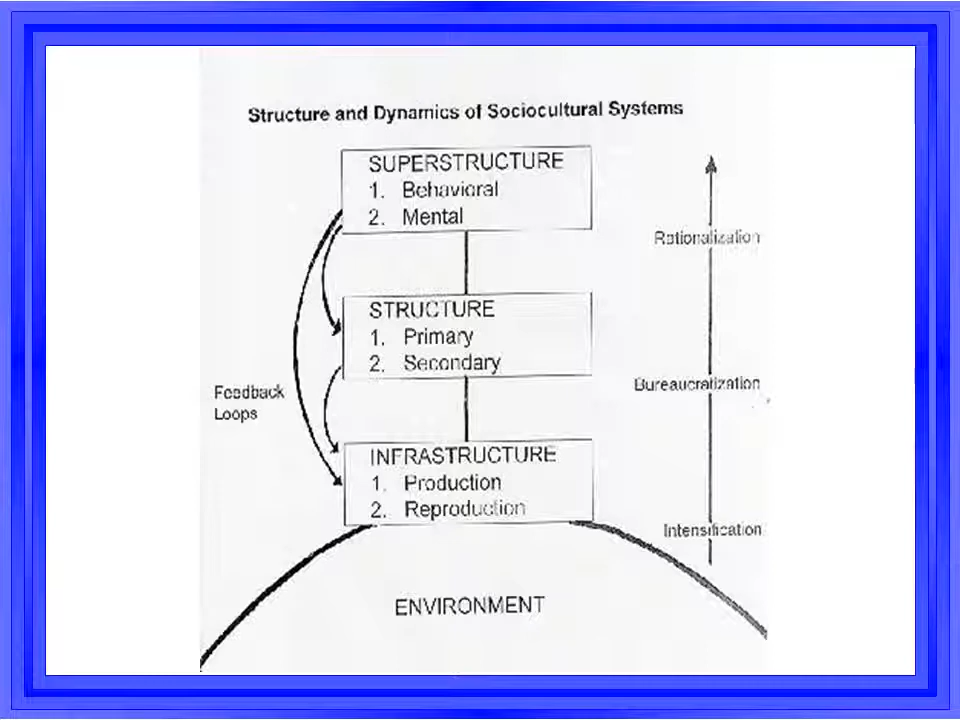 Structure and Dynamics of Sociocultural Systems
SUPERSTRUCTURE
1. Behavioral
2. Mental
Rationalization
STRUCTURE
1. Primary
2. Secondary
Bureaucratization
Feedback
Loops
INFRASTRUCTURE
1. Production
2. Reproduction
Intensification
ENVIRONMENT